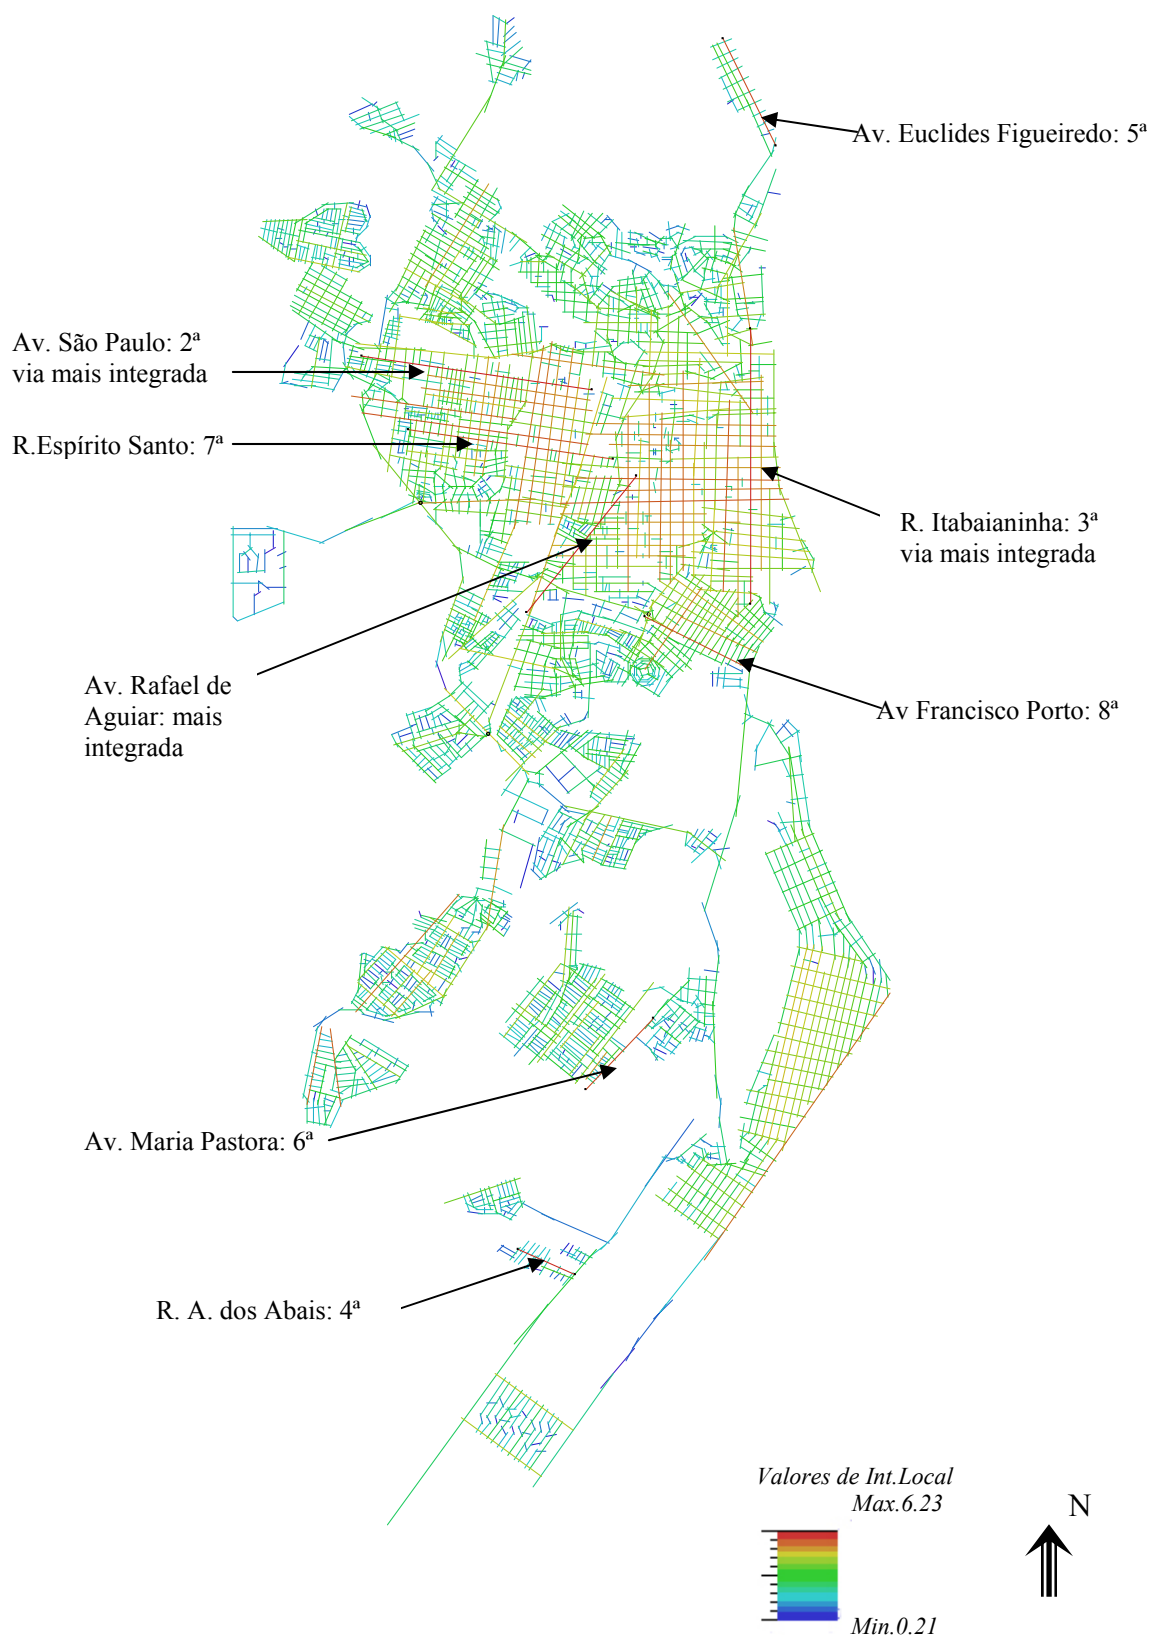 Av. Euclides Figueiredo: 5ª
Av. São Paulo: 2ª
via mais integrada
R.Espírito Santo: 7ª
R. Itabaianinha: 3ª
via mais integrada
Av. Rafael de
Aguiar: mais
integrada
Av Francisco Porto: 8ª
Av. Maria Pastora: 6ª
R. A. dos Abais: 4ª
Valores de Int.Local
Max.6.23
N
Min.0.21